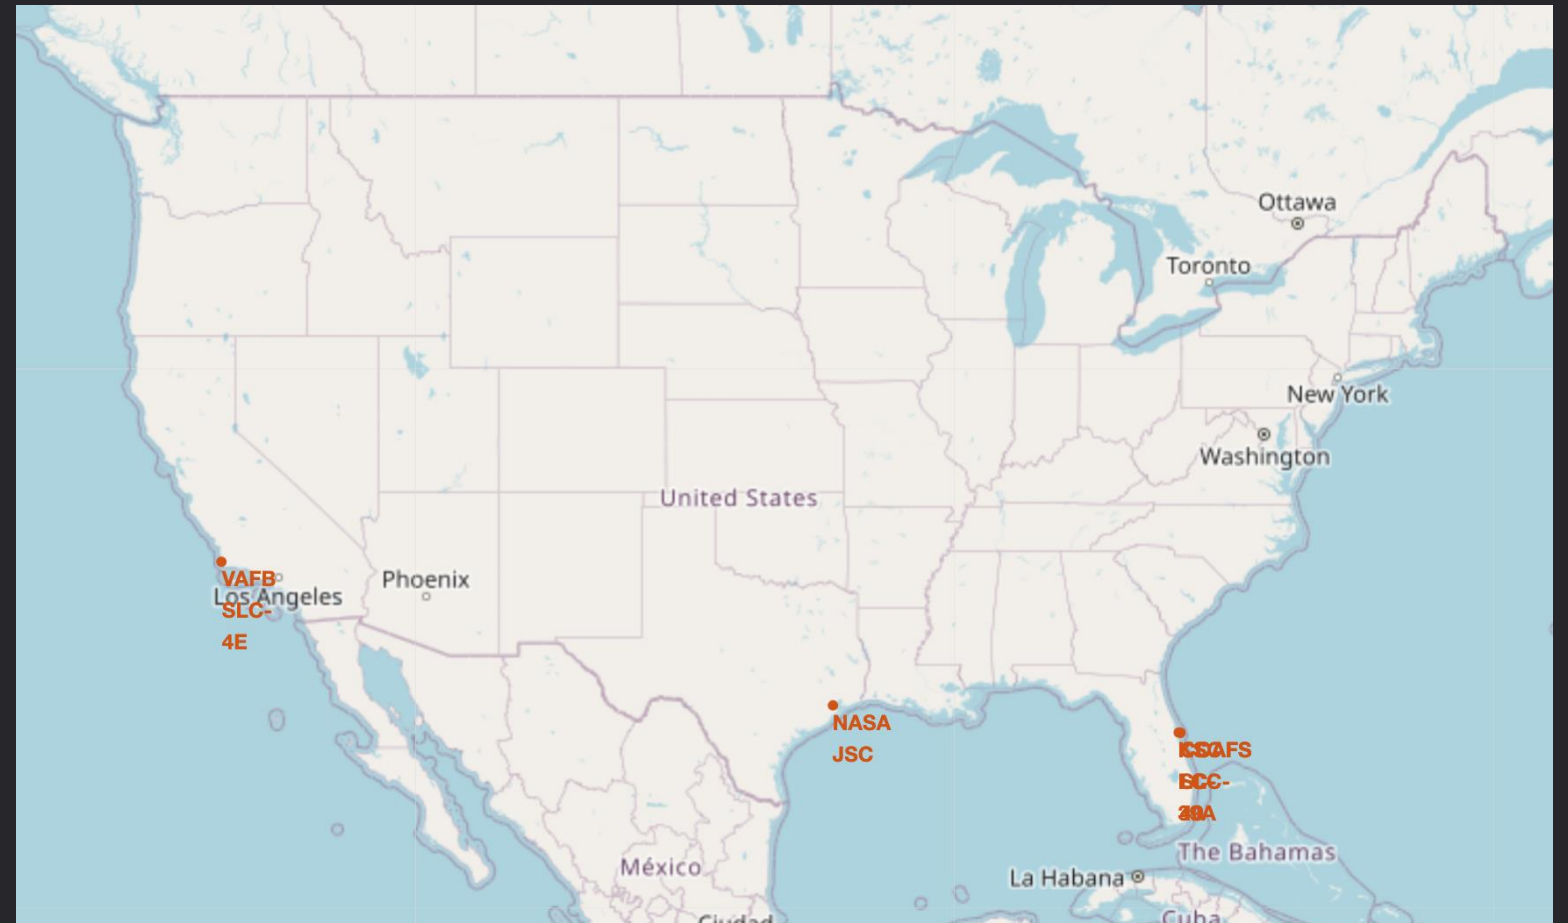 Ottawa
Toronto
New York
Washington
United States
VAFB
SLC-
4E
Los Angeles
Phoenix
NASA
JSC
The Bahamas
México
La Habana
Cuba
Ciudad